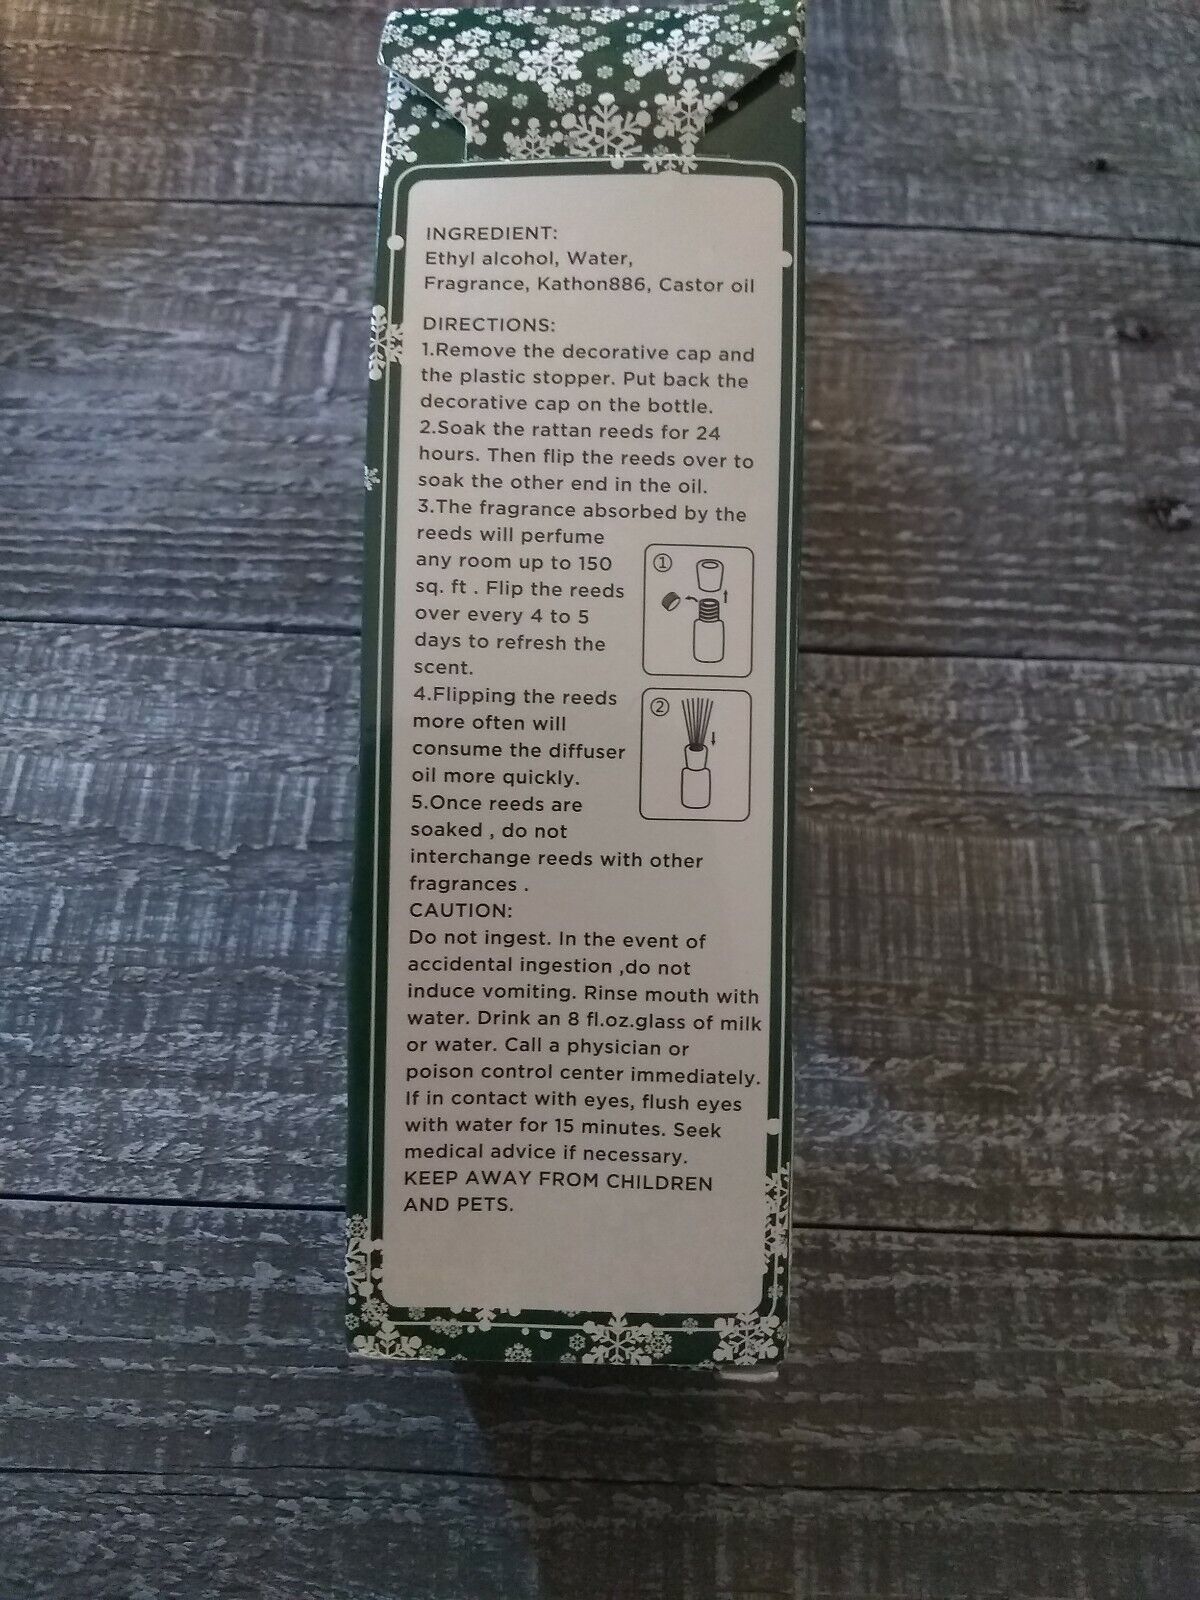 INGREDIENT:
Ethyl alcohol, Water,
Fragrance, Kathon886, Castor oil
DIRECTIONS:
1.Remove the decorative cap and
the plastic stopper. Put back the
decorative cap on the bottle.
2.Soak the rattan reeds for 24
hours. Then flip the reeds over to
soak the other end in the oil.
3.The fragrance absorbed by the
reeds will perfume
any room up to 150
sq. ft . Flip the reeds
over every 4 to 5
days to refresh the
scent.
4.Flipping the reeds
more often will
consume the diffuser
oil more quickly.
5.Once reeds are
soaked , do not
interchange reeds with other
fragrances .
①
②
CAUTION:
Do not ingest. In the event of
accidental ingestion ,do not
induce vomiting. Rinse mouth with
water. Drink an 8 fl.oz.glass of milk
or water. Call a physician or
poison control center immediately.
If in contact with eyes, flush eyes
with water for 15 minutes. Seek
medical advice if necessary.
KEEP AWAY FROM CHILDREN
AND PETS.